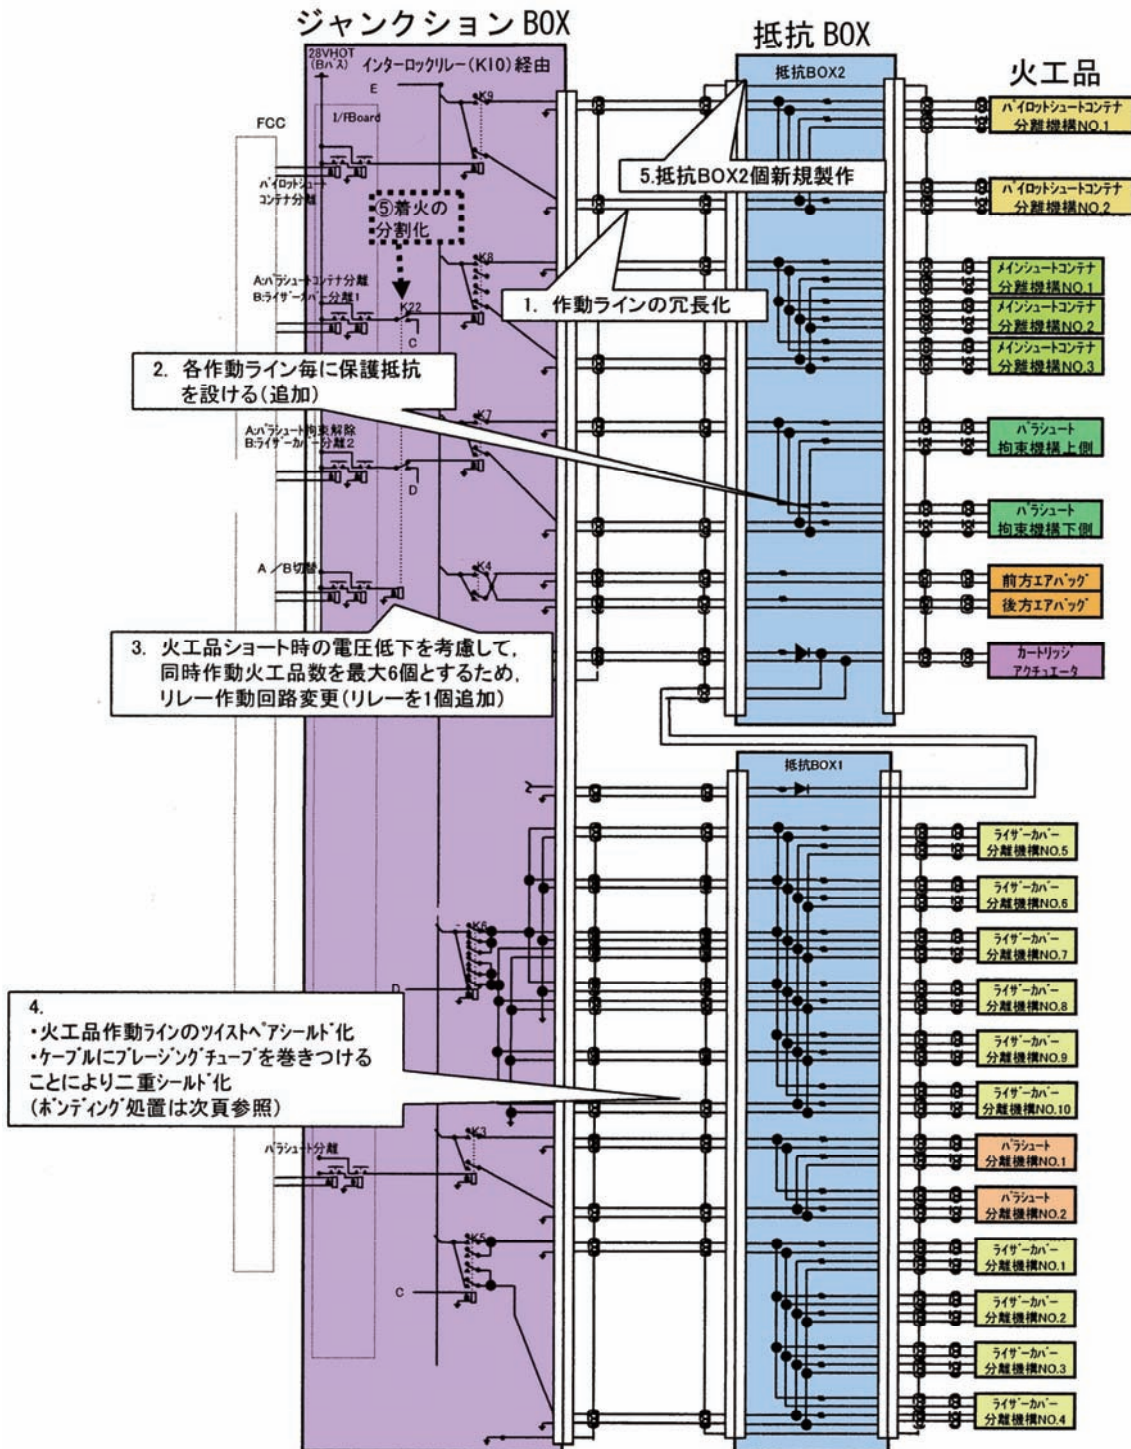 ジャンクションBOX
抵抗BOX
火工品
28VHOT
(Bバス)
インターロックリレー(K10)経由
E
K9
I/FBoard
FCC
パイロットシュート
コンテナ分離
⑤着火の
分割化
K8
A:パラシュートコンテナ分離
B:ライザーカバー分離1
K22
C
2. 各作動ライン毎に保護抵抗
を設ける(追加)
K7
A:パラシュート拘束解除
B:ライザーカバー分離2
D
A/B切替
K4
3. 火工品ショート時の電圧低下を考慮して,
同時作動火工品数を最大6個とするため,
リレー作動回路変更(リレーを1個追加)
K6
D
4.
・火工品作動ラインのツイストペアシールド化
・ケーブルにブレージングチューブを巻きつける
ことにより二重シールド化
(ボンディング処置は次頁参照)
パラシュート分離
K3
K5
C
抵抗BOX2
5.抵抗BOX2個新規製作
1. 作動ラインの冗長化
抵抗BOX1
パイロットシュートコンテナ
分離機構NO.1
パイロットシュートコンテナ
分離機構NO.2
メインシュートコンテナ
分離機構NO.1
メインシュートコンテナ
分離機構NO.2
メインシュートコンテナ
分離機構NO.3
パラシュート
拘束機構上側
パラシュート
拘束機構下側
前方エアバッグ
後方エアバッグ
カートリッジ
アクチュエータ
ライザーカバー
分離機構NO.5
ライザーカバー
分離機構NO.6
ライザーカバー
分離機構NO.7
ライザーカバー
分離機構NO.8
ライザーカバー
分離機構NO.9
ライザーカバー
分離機構NO.10
パラシュート
分離機構NO.1
パラシュート
分離機構NO.2
ライザーカバー
分離機構NO.1
ライザーカバー
分離機構NO.2
ライザーカバー
分離機構NO.3
ライザーカバー
分離機構NO.4